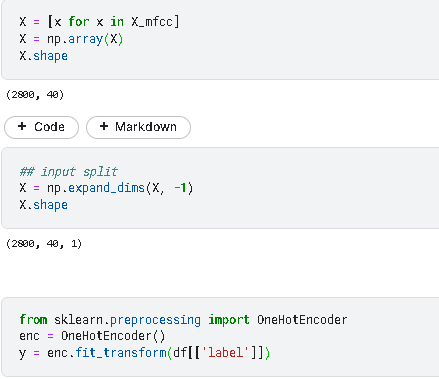 X = [x for x in X_mfcc]
X = np.array(X)
X.shape
(2800, 40)
+ Code + Markdown
## input split
X = np.expand_dims(X, -1)
X.shape
(2800, 40, 1)
from sklearn.preprocessing import OneHotEncoder
enc = OneHotEncoder()
y = enc.fit_transform(df[['label']])